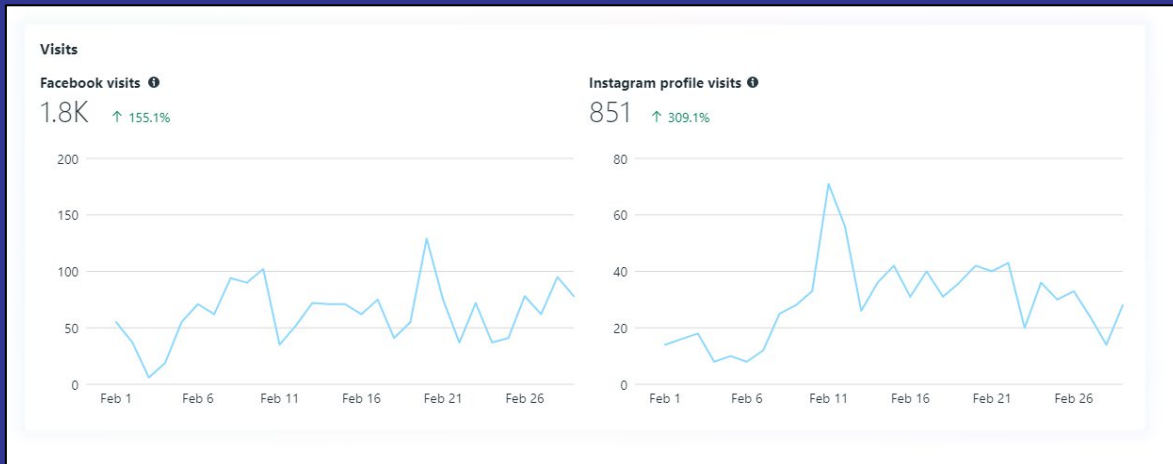 Visits
Facebook visits
1.8K ↑ 155.1%
200
150
100
50
0
Feb 1 Feb 6 Feb 11 Feb 16 Feb 21 Feb 26
Instagram profile visits
851 ↑ 309.1%
80
60
40
20
0
Feb 1 Feb 6 Feb 11 Feb 16 Feb 21 Feb 26